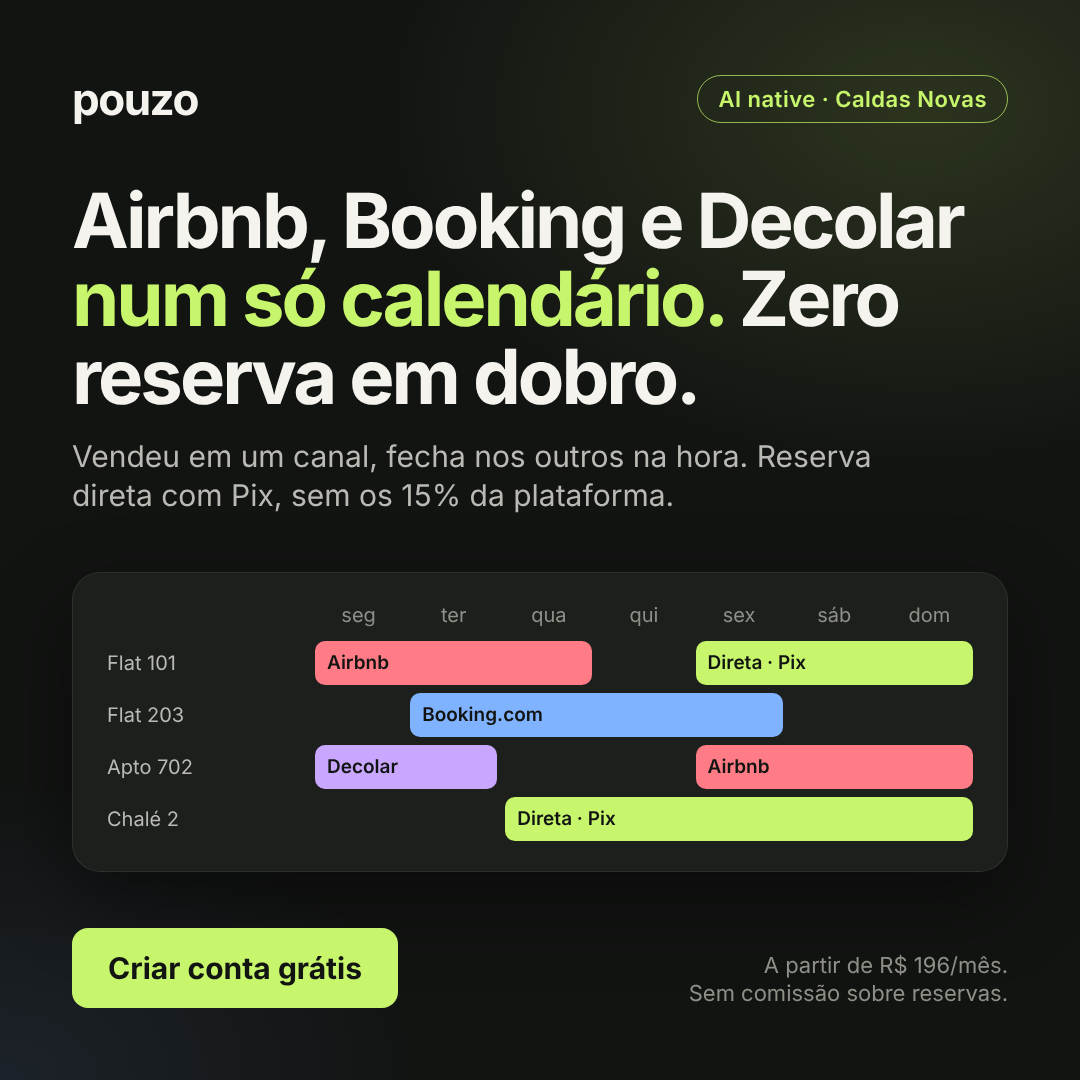 pouzo
AI native · Caldas Novas
Airbnb, Booking e Decolar
num só calendário. Zero
reserva em dobro.
Vendeu em um canal, fecha nos outros na hora. Reserva
direta com Pix, sem os 15% da plataforma.
seg ter qua qui sex sáb dom
Flat 101 Airbnb Direta · Pix
Flat 203 Booking.com
Apto 702 Decolar Airbnb
Chalé 2 Direta · Pix
Criar conta grátis
A partir de R$ 196/mês.
Sem comissão sobre reservas.